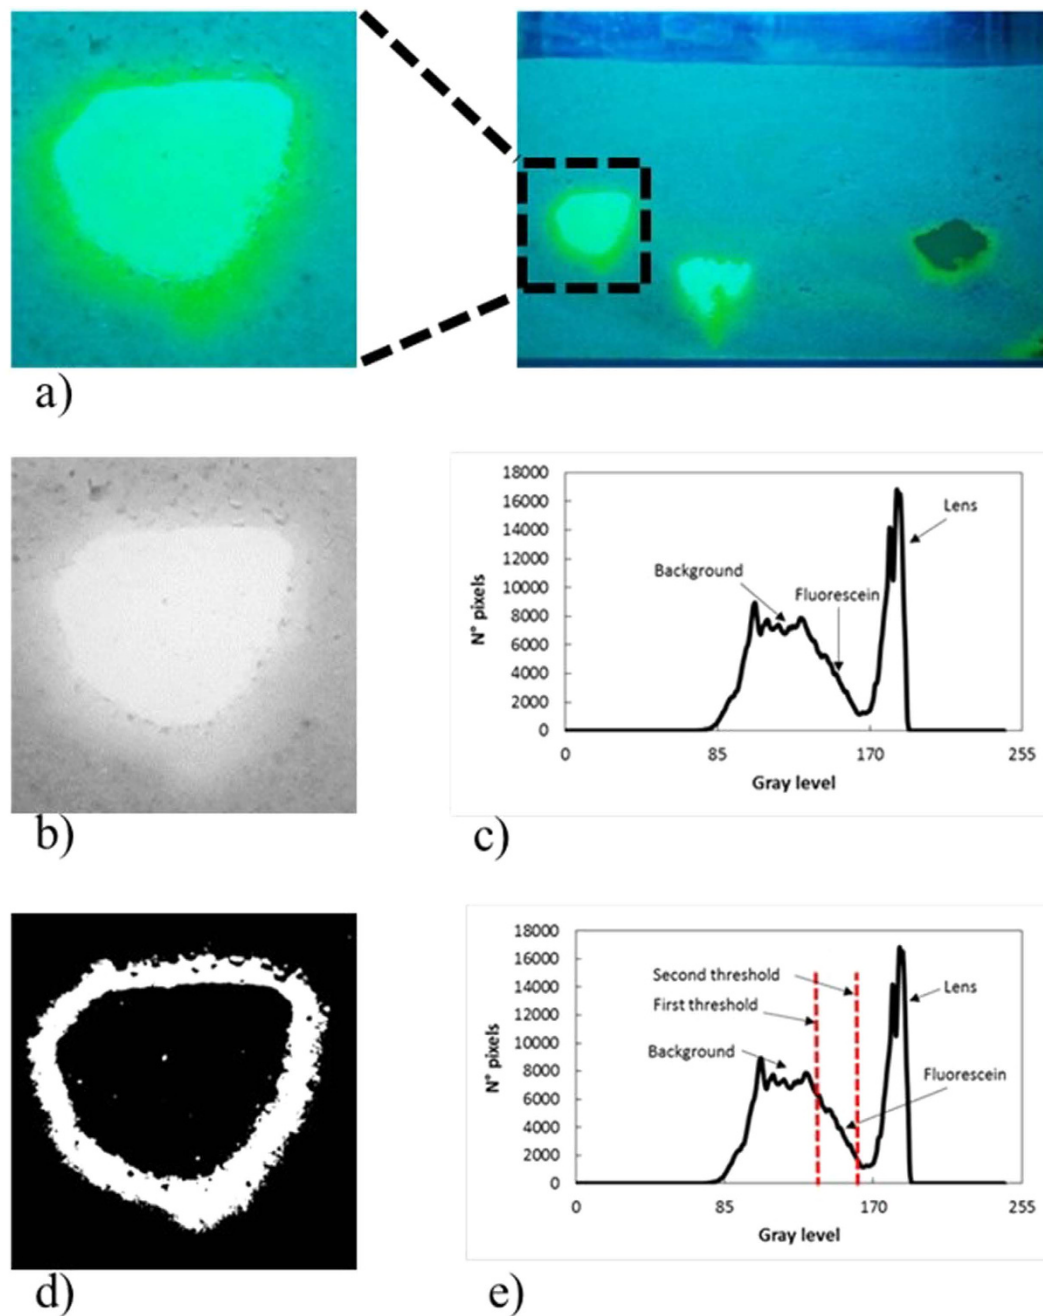 a)
b)
18000
16000
14000
12000
10000
8000
6000
4000
2000
0
N° pixels
Background
Fluorescein
Lens
0 85 170 255
Gray level
c)
d)
18000
16000
14000
12000
10000
8000
6000
4000
2000
0
N° pixels
Second threshold
First threshold
Background
Lens
Fluorescein
0 85 170 255
Gray level
e)